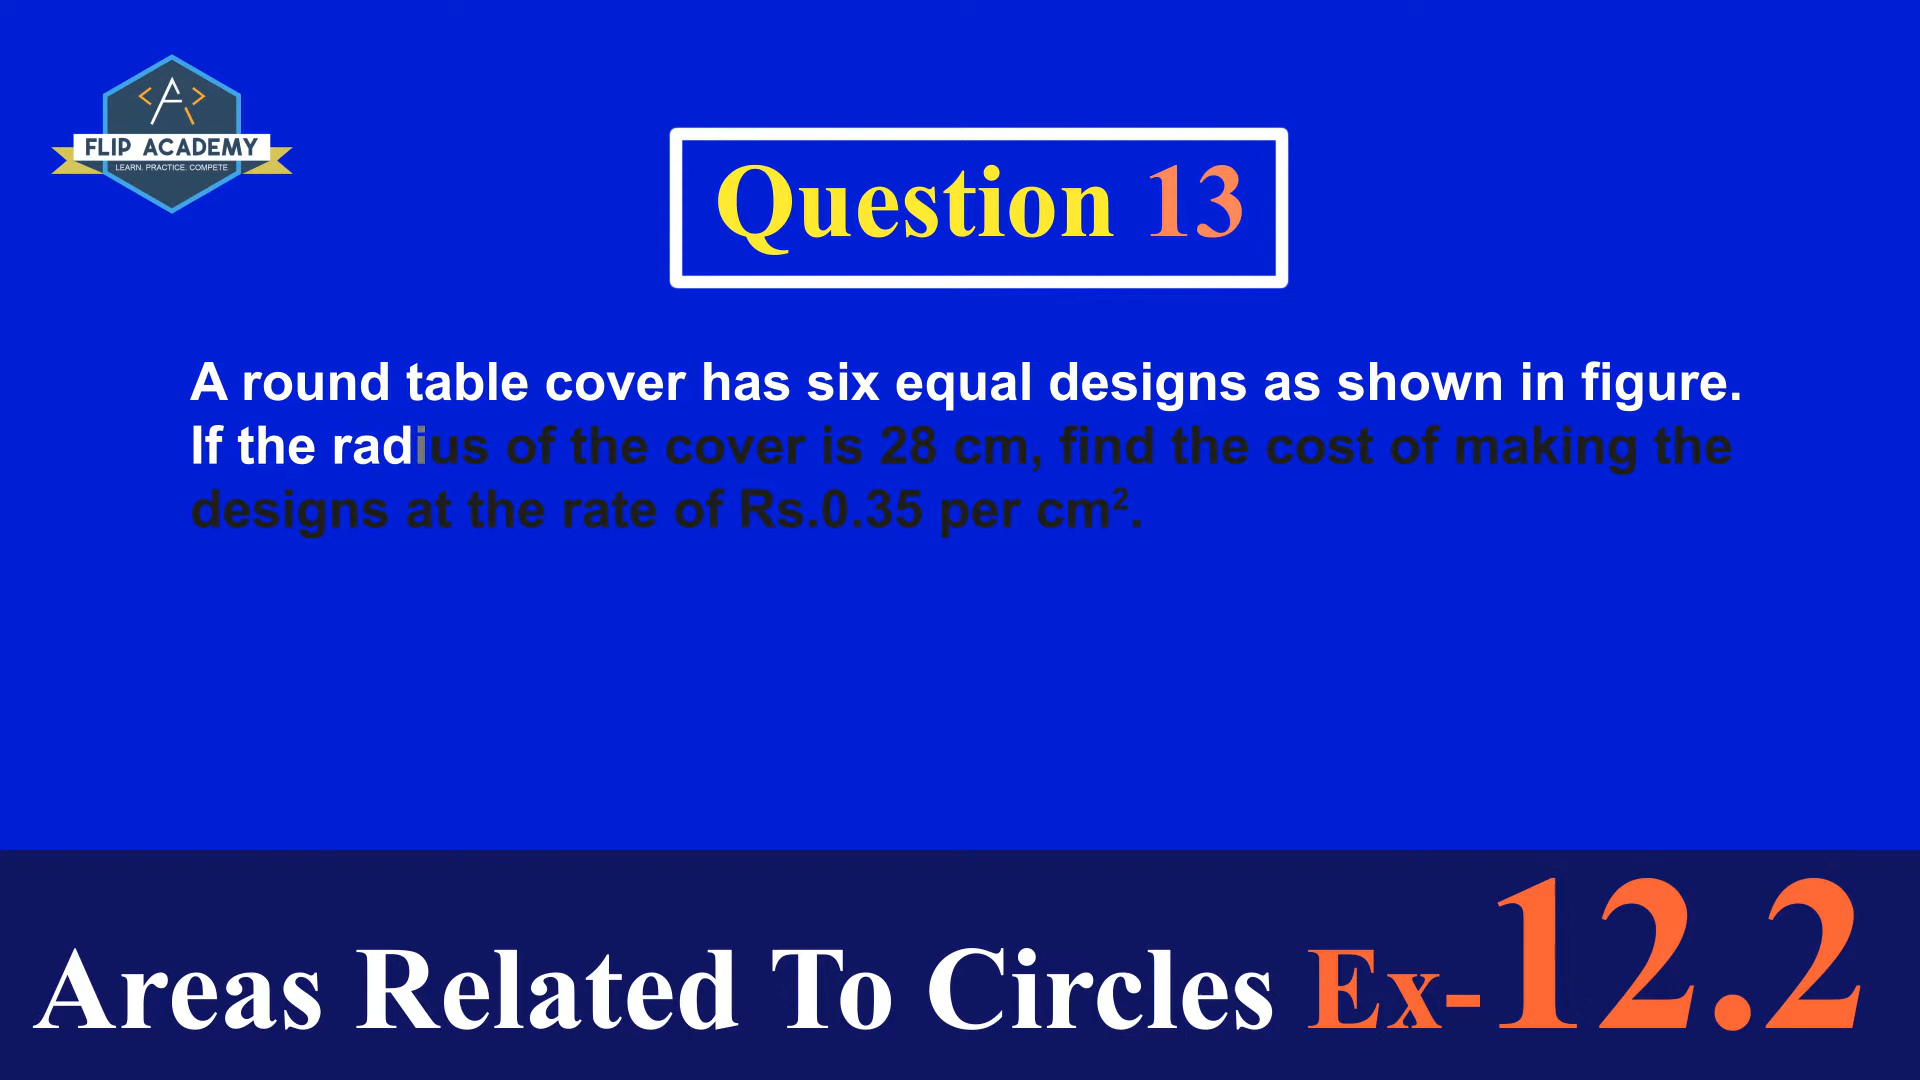 FLIP ACADEMY
LEARN. PRACTICE. COMPETE
Question 13
A round table cover has six equal designs as shown in figure.
If the radius of the cover is 28 cm, find the cost of making the
designs at the rate of Rs.0.35 per cm².
Areas Related To Circles Ex-12.2